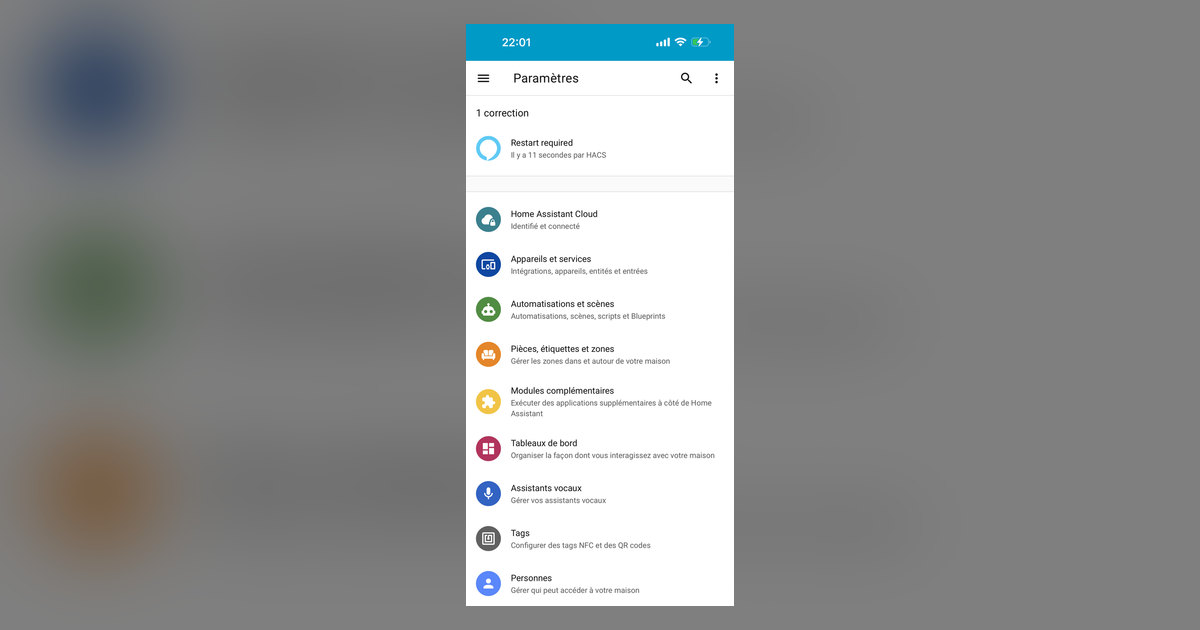 22:01
Paramètres
1 correction
Restart required
Il y a 11 secondes par HACS
Home Assistant Cloud
Identifié et connecté
Appareils et services
Intégrations, appareils, entités et entrées
Automatisations et scènes
Automatisations, scènes, scripts et Blueprints
Pièces, étiquettes et zones
Gérer les zones dans et autour de votre maison
Modules complémentaires
Exécuter des applications supplémentaires à côté de Home
Assistant
Tableaux de bord
Organiser la façon dont vous interagissez avec votre maison
Assistants vocaux
Gérer vos assistants vocaux
Tags
Configurer des tags NFC et des QR codes
Personnes
Gérer qui peut accéder à votre maison